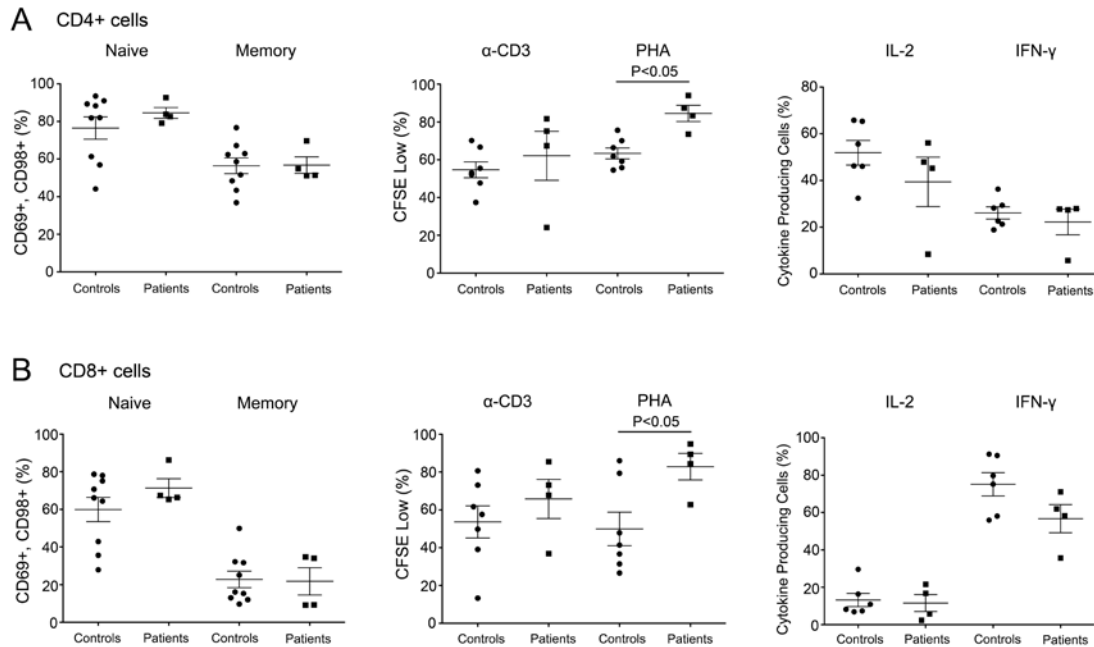 A CD4+ cells
Naive Memory
CD69+, CD98+ (%)
100
80
60
40
20
0
Controls Patients Controls Patients
α-CD3 PHA
P<0.05
CFSE Low (%)
100
80
60
40
20
0
Controls Patients Controls Patients
IL-2 IFN-γ
Cytokine Producing Cells (%)
80
60
40
20
0
Controls Patients Controls Patients
B CD8+ cells
Naive Memory
CD69+, CD98+ (%)
100
80
60
40
20
0
Controls Patients Controls Patients
α-CD3 PHA
P<0.05
CFSE Low (%)
100
80
60
40
20
0
Controls Patients Controls Patients
IL-2 IFN-γ
Cytokine Producing Cells (%)
100
80
60
40
20
0
Controls Patients Controls Patients